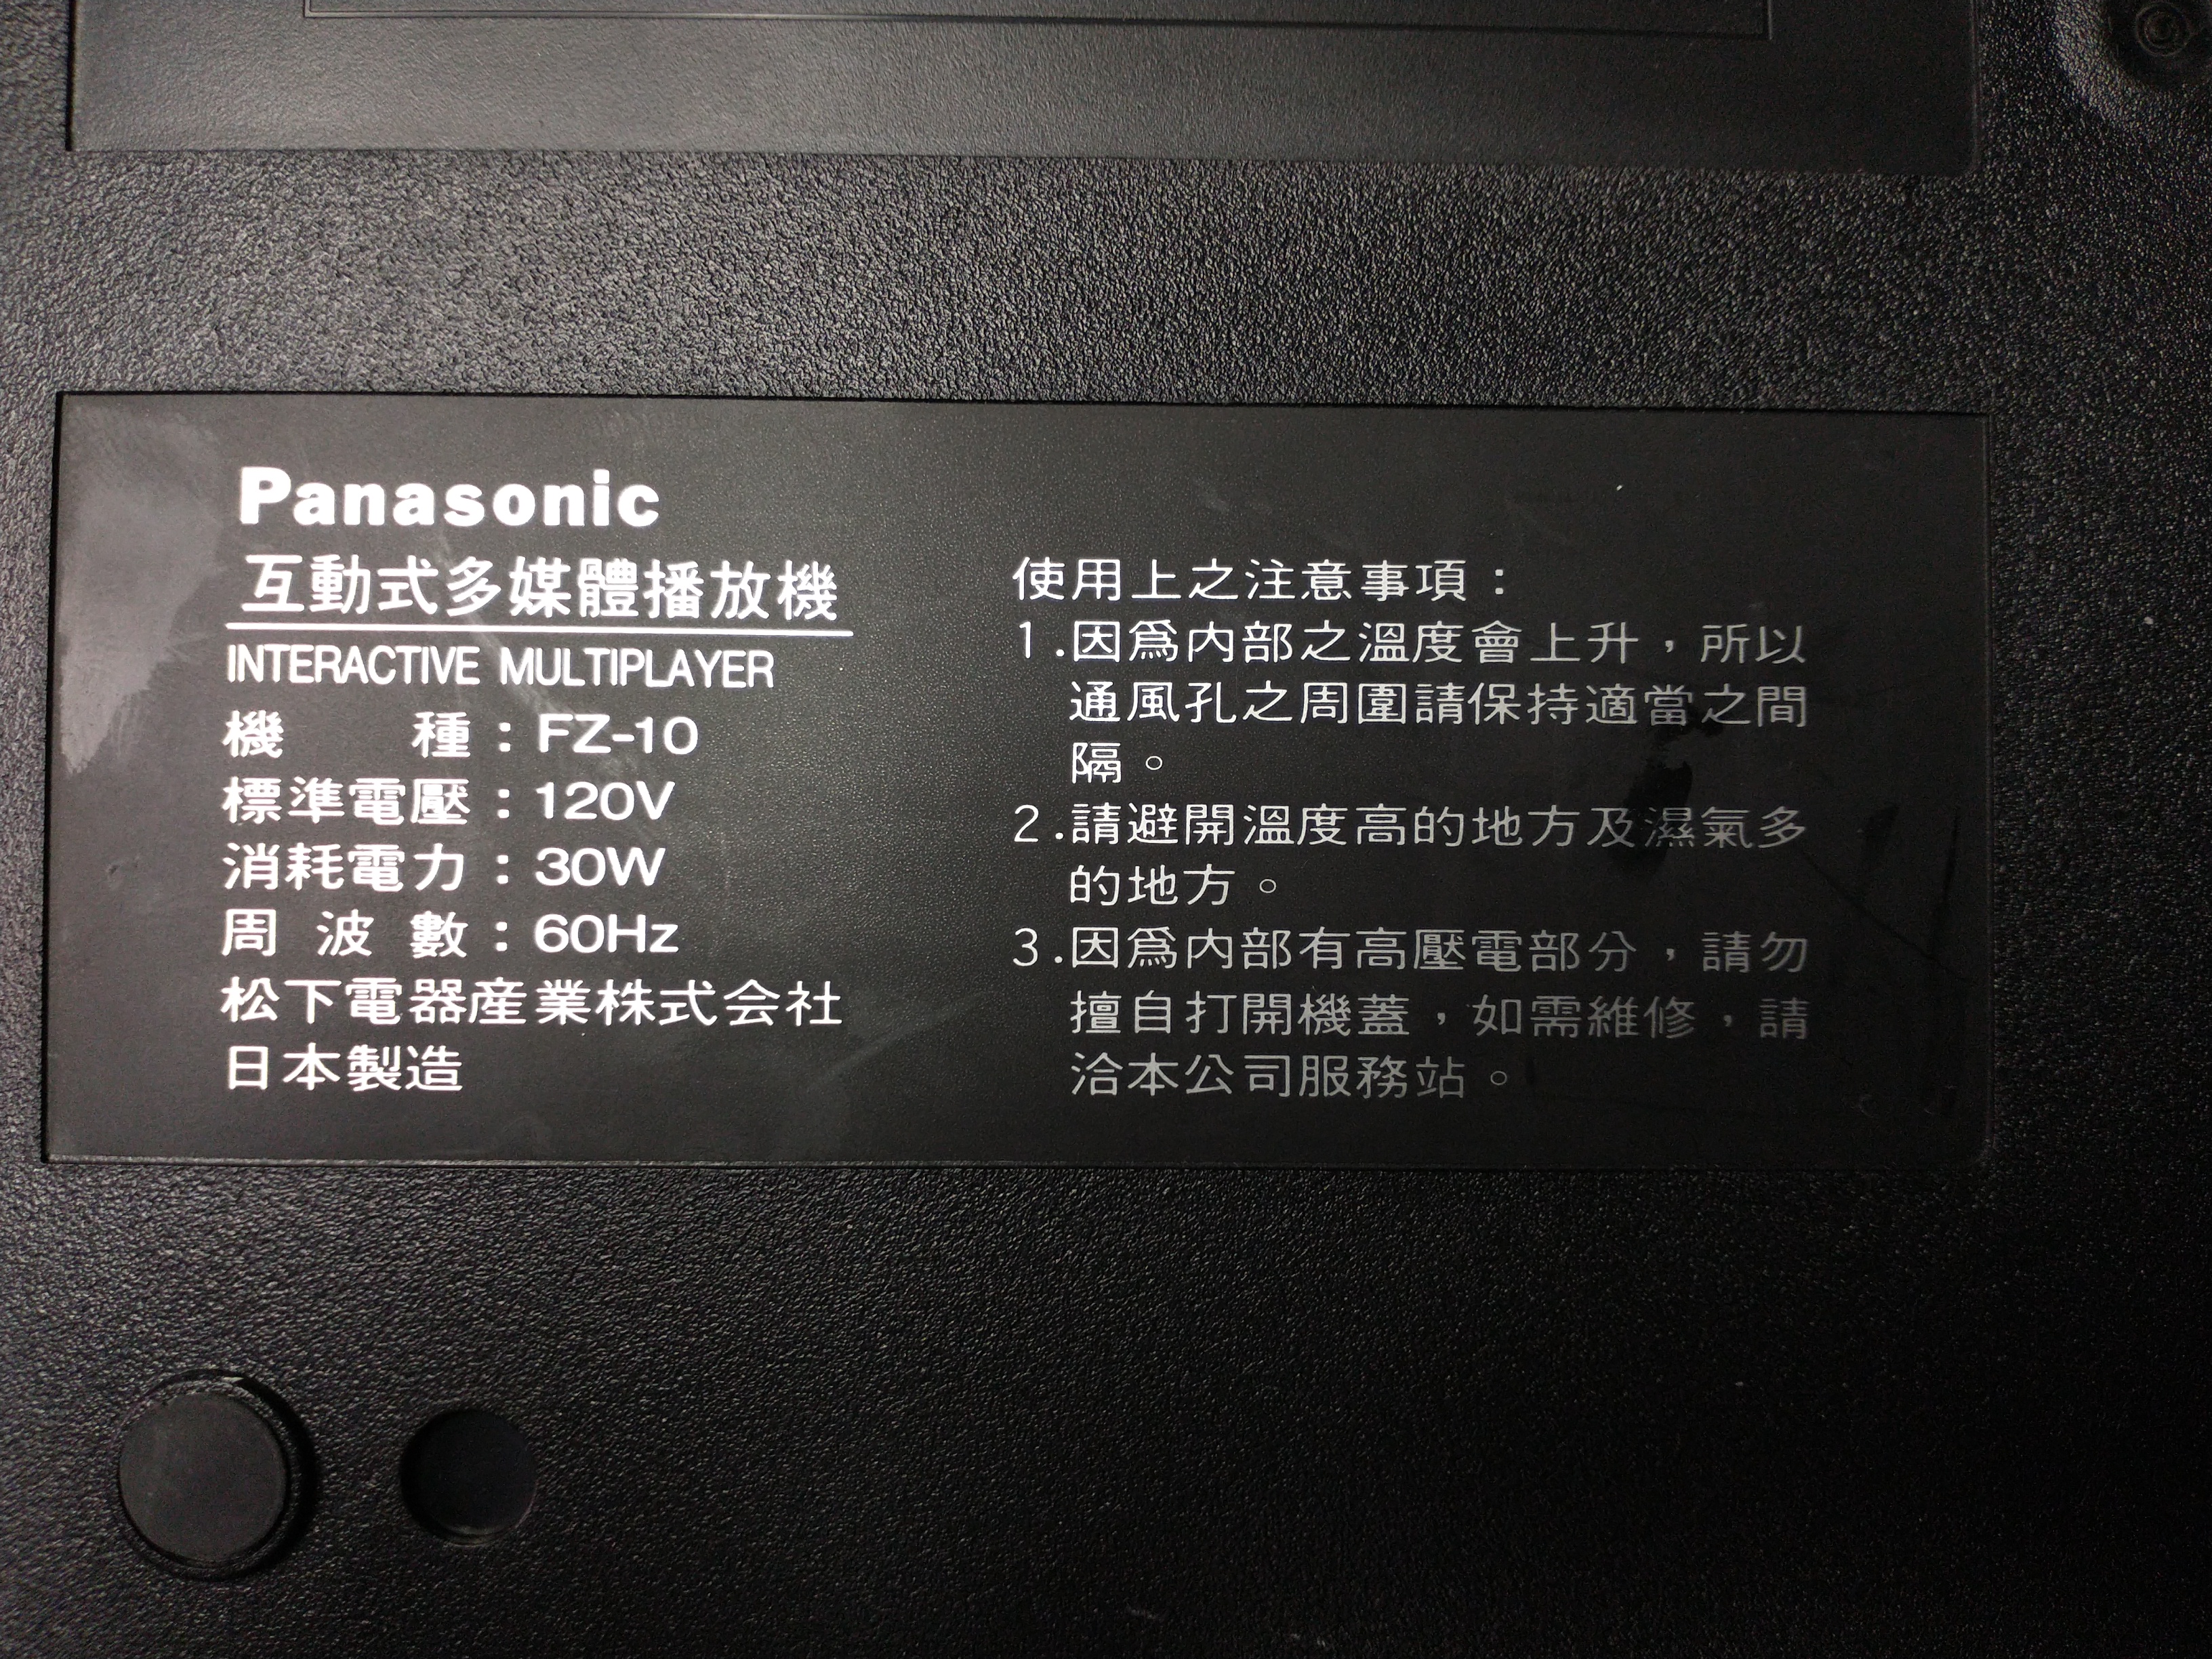 Panasonic
互動式多媒體播放機
INTERACTIVE MULTIPLAYER
機 種：FZ-10
標準電壓：120V
消耗電力：30W
周 波 數：60Hz
松下電器産業株式会社
日本製造
使用上之注意事項：
1.因爲内部之溫度會上升，所以
通風孔之周圍請保持適當之間
隔。
2.請避開溫度高的地方及濕氣多
的地方。
3.因爲内部有高壓電部分，請勿
擅自打開機蓋，如需維修，請
洽本公司服務站。